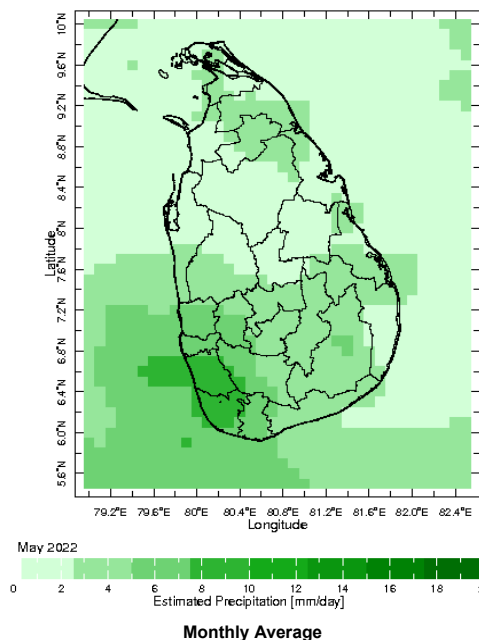 10°N
9.6°N
9.2°N
8.8°N
8.4°N
8°N
7.6°N
7.2°N
6.8°N
6.4°N
6.0°N
5.6°N
Latitude
79.2°E 79.6°E 80°E 80.4°E 80.8°E 81.2°E 81.6°E 82.0°E 82.4°E
Longitude
May 2022
0 2 4 6 8 10 12 14 16 18
Estimated Precipitation [mm/day]
Monthly Average